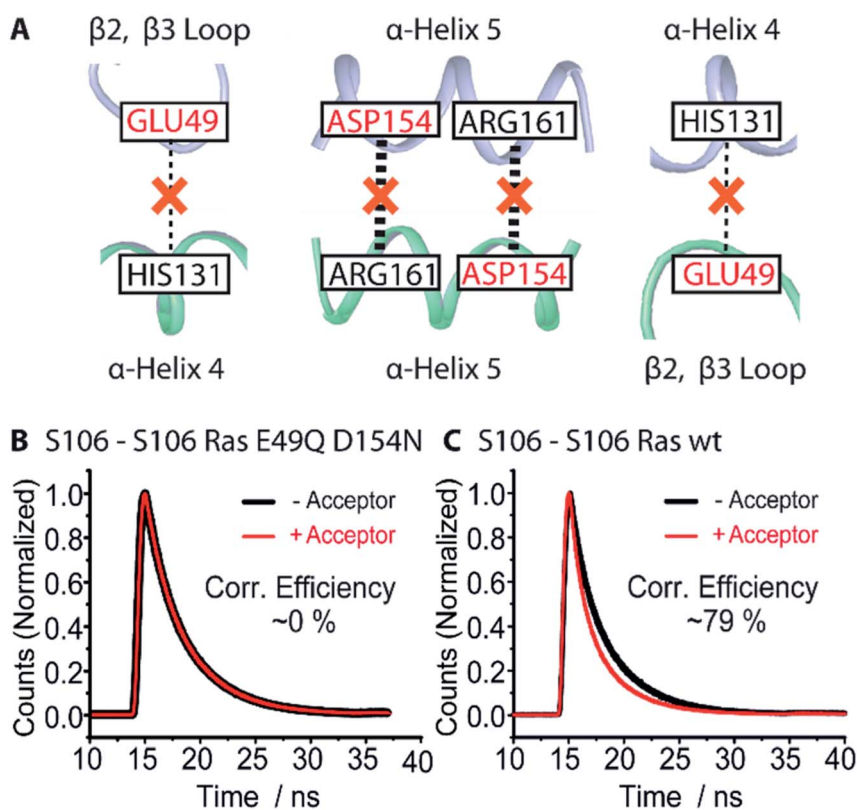 A β2, β3 Loop α-Helix 5 α-Helix 4
GLU49 ASP154 ARG161 HIS131
HIS131 ARG161 ASP154 GLU49
α-Helix 4 α-Helix 5 β2, β3 Loop
B S106 - S106 Ras E49Q D154N
Counts (Normalized)
1.0
0.8
0.6
0.4
0.2
0.0
- Acceptor
+ Acceptor
Corr. Efficiency
~0 %
10 15 20 25 30 35 40
Time / ns
C S106 - S106 Ras wt
Counts (Normalized)
1.0
0.8
0.6
0.4
0.2
0.0
- Acceptor
+ Acceptor
Corr. Efficiency
~79 %
10 15 20 25 30 35 40
Time / ns